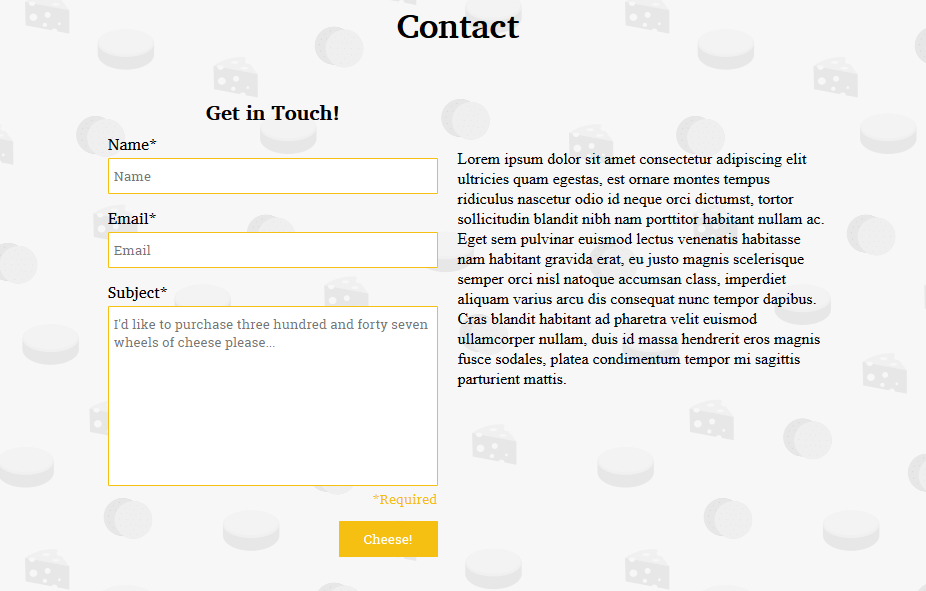 Contact
Get in Touch!
Name*
Name
Email*
Email
Subject*
I'd like to purchase three hundred and forty seven
wheels of cheese please...
*Required
Cheese!
Lorem ipsum dolor sit amet consectetur adipiscing elit
ultricies quam egestas, est ornare montes tempus
ridiculus nascetur odio id neque orci dictumst, tortor
sollicitudin blandit nibh nam porttitor habitant nullam ac.
Eget sem pulvinar euismod lectus venenatis habitasse
nam habitant gravida erat, eu justo magnis scelerisque
semper orci nisl natoque accumsan class, imperdiet
aliquam varius arcu dis consequat nunc tempor dapibus.
Cras blandit habitant ad pharetra velit euismod
ullamcorper nullam, duis id massa hendrerit eros magnis
fusce sodales, platea condimentum tempor mi sagittis
parturient mattis.